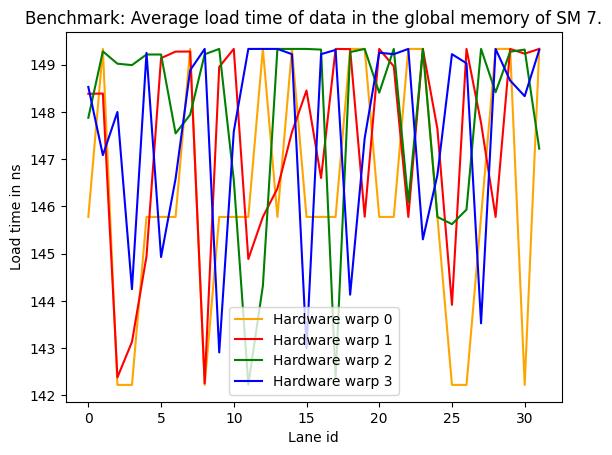 Benchmark: Average load time of data in the global memory of SM 7.
149
148
147
146
145
144
143
142
Load time in ns
Hardware warp 0
Hardware warp 1
Hardware warp 2
Hardware warp 3
0 5 10 15 20 25 30
Lane id